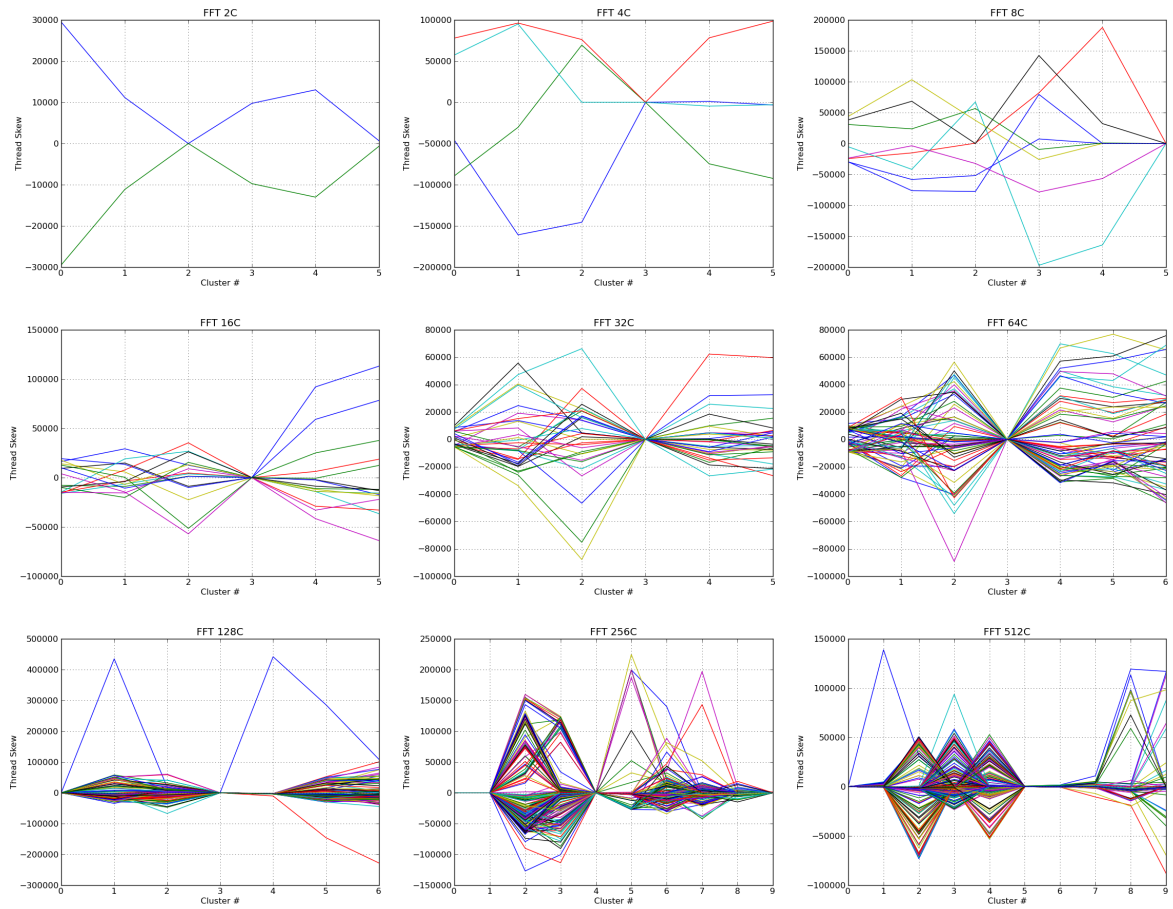 FFT 2C
30000
20000
10000
0
−10000
−20000
−30000
Thread Skew
0 1 2 3 4 5
Cluster #
FFT 4C
100000
50000
0
−50000
−100000
−150000
−200000
Thread Skew
0 1 2 3 4 5
Cluster #
FFT 8C
200000
150000
100000
50000
0
−50000
−100000
−150000
−200000
Thread Skew
0 1 2 3 4 5
Cluster #
FFT 16C
150000
100000
50000
0
−50000
−100000
Thread Skew
0 1 2 3 4 5
Cluster #
FFT 32C
80000
60000
40000
20000
0
−20000
−40000
−60000
−80000
−100000
Thread Skew
0 1 2 3 4 5
Cluster #
FFT 64C
80000
60000
40000
20000
0
−20000
−40000
−60000
−80000
−100000
Thread Skew
0 1 2 3 4 5 6
Cluster #
FFT 128C
500000
400000
300000
200000
100000
0
−100000
−200000
−300000
Thread Skew
0 1 2 3 4 5 6
Cluster #
FFT 256C
250000
200000
150000
100000
50000
0
−50000
−100000
−150000
Thread Skew
0 1 2 3 4 5 6 7 8 9
Cluster #
FFT 512C
150000
100000
50000
0
−50000
−100000
Thread Skew
0 1 2 3 4 5 6 7 8 9
Cluster #